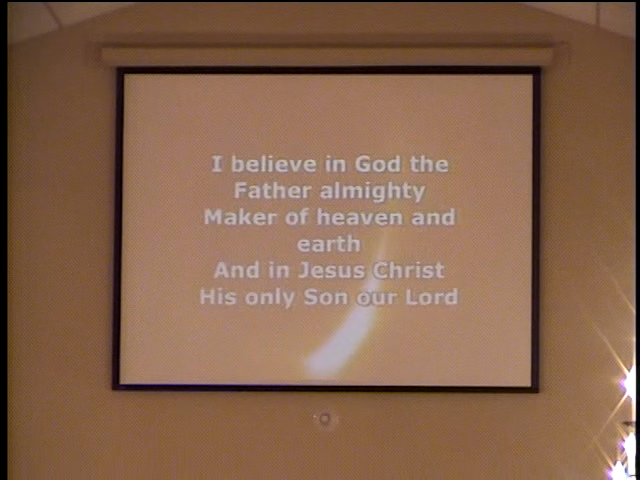 I believe in God the
Father almighty
Maker of heaven and
earth
And in Jesus Christ
His only Son our Lord